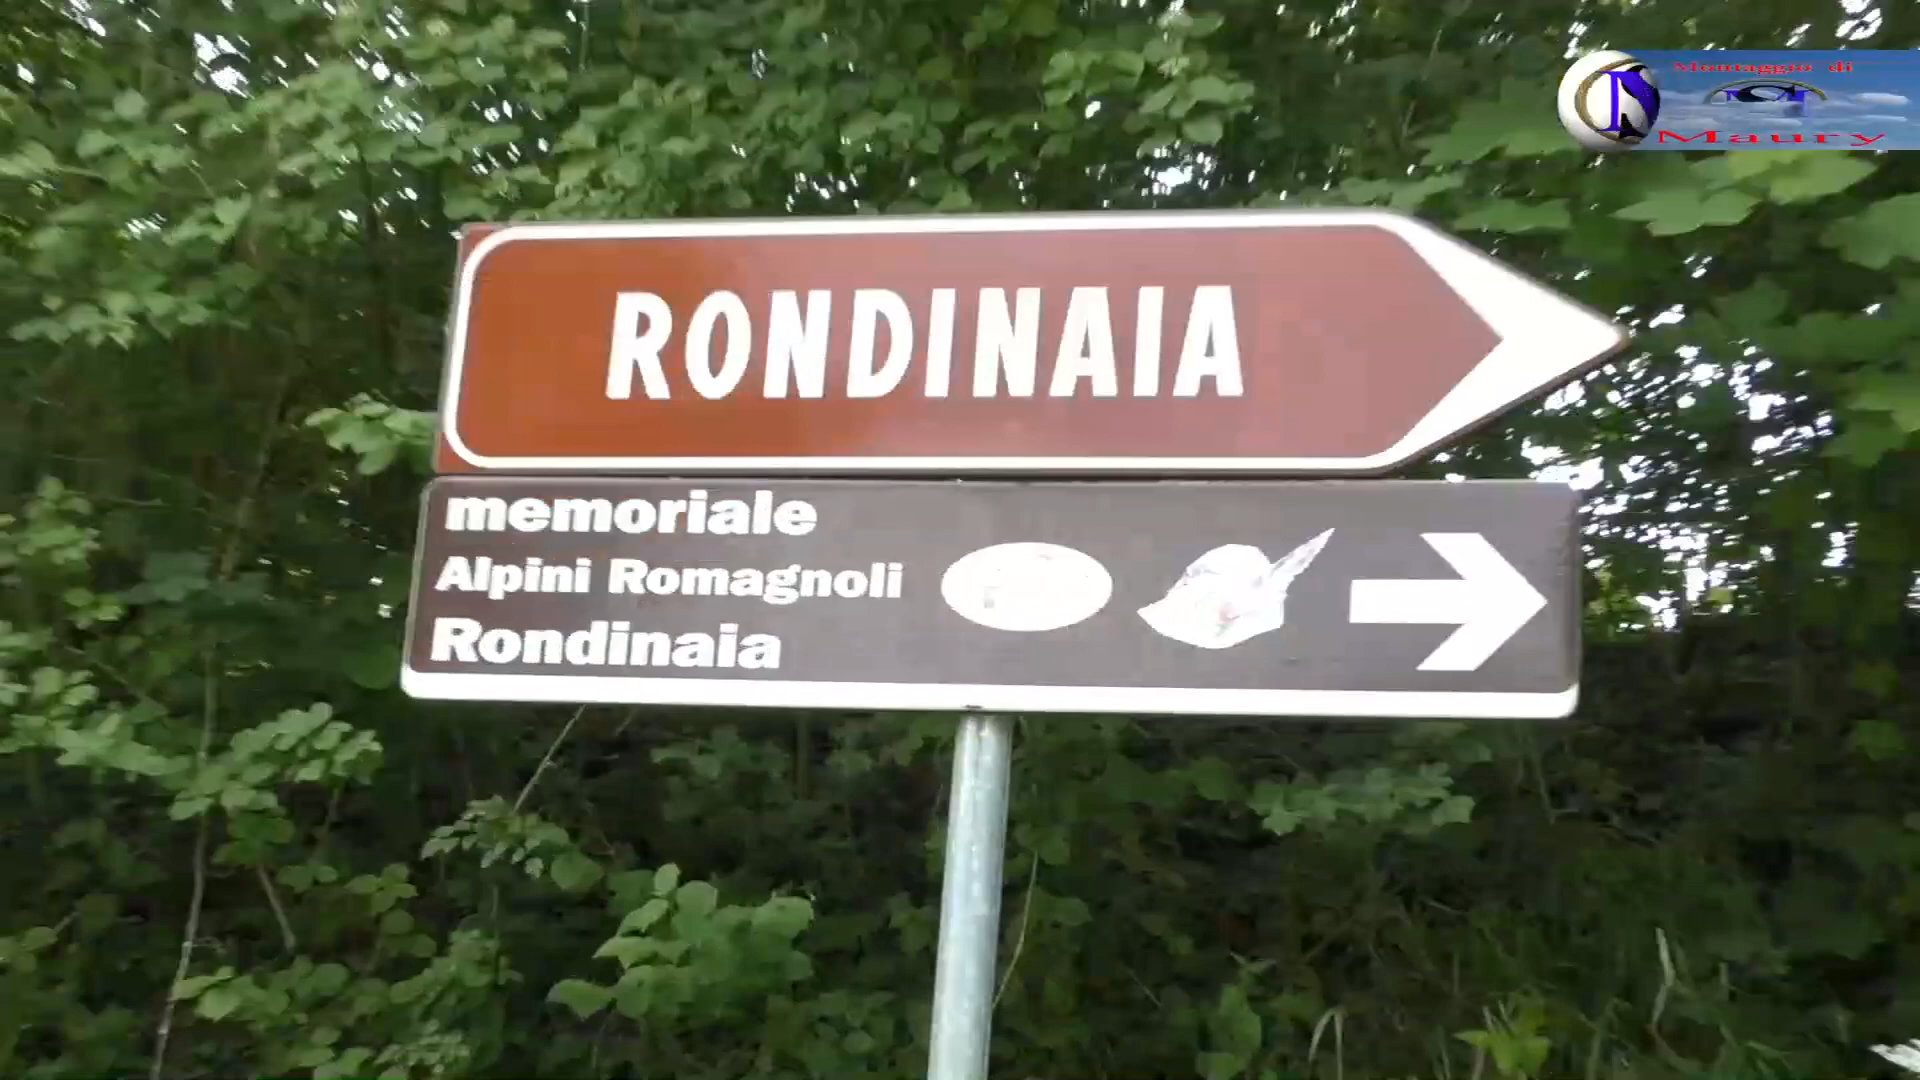 Montaggio di
Maury
RONDINAIA
memoriale
Alpini Romagnoli
Rondinaia